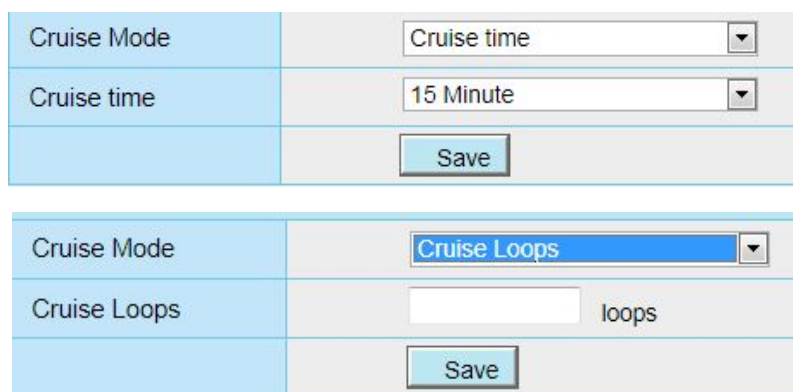 Cruise Mode Cruise time
Cruise time 15 Minute
Save
Cruise Mode Cruise Loops
Cruise Loops loops
Save